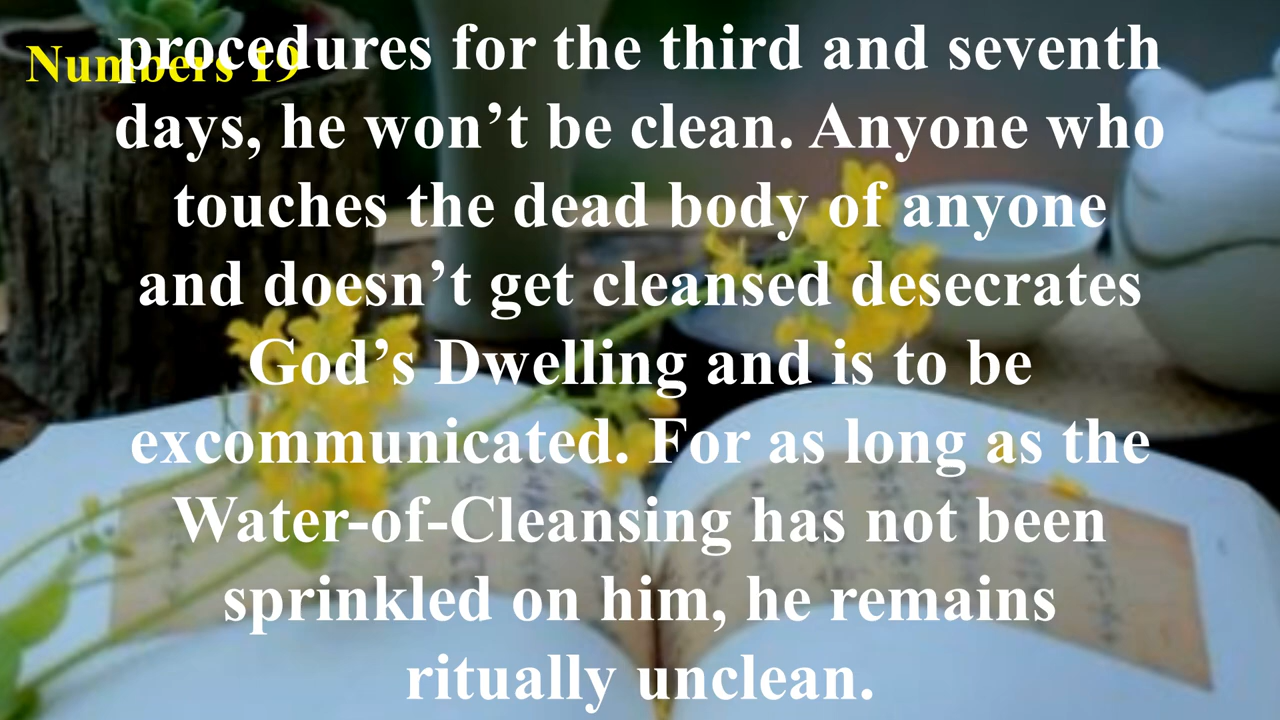 Numbers 19
procedures for the third and seventh
days, he won’t be clean. Anyone who
touches the dead body of anyone
and doesn’t get cleansed desecrates
God’s Dwelling and is to be
excommunicated. For as long as the
Water-of-Cleansing has not been
sprinkled on him, he remains
ritually unclean.